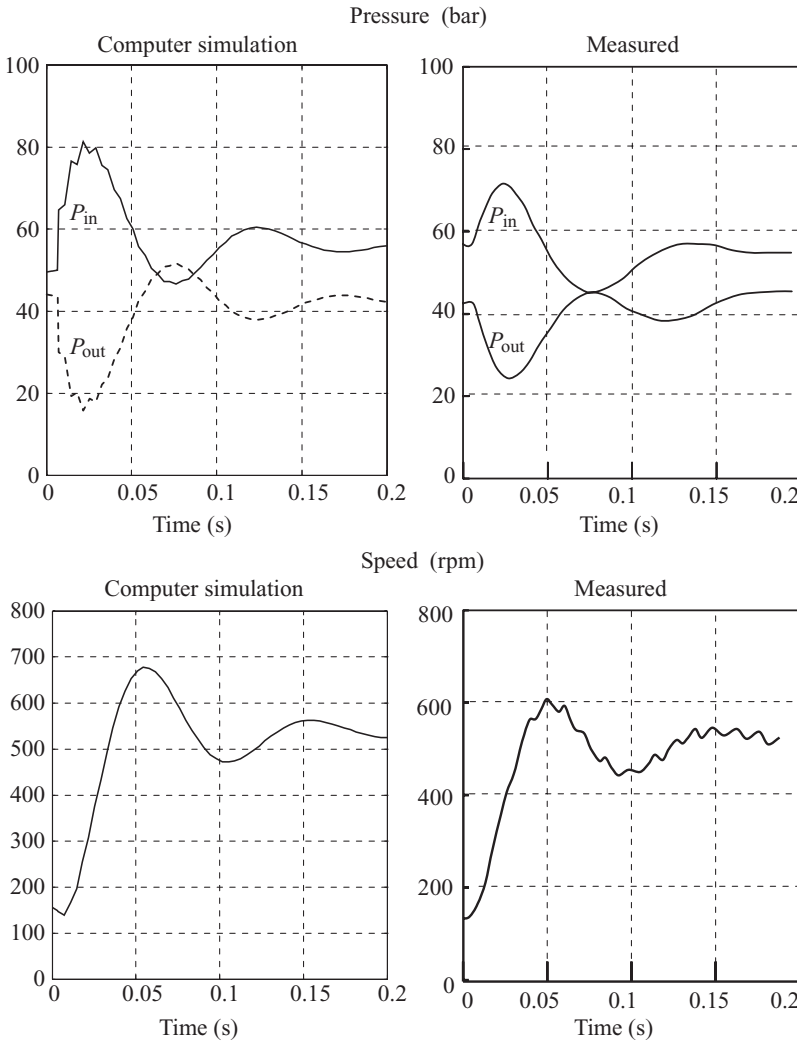 Pressure (bar)
Computer simulation
100
80
60
40
20
0
P_in
P_out
0 0.05 0.1 0.15 0.2
Time (s)
Measured
100
80
60
40
20
0
P_in
P_out
0 0.05 0.1 0.15 0.2
Time (s)
Speed (rpm)
Computer simulation
800
700
600
500
400
300
200
100
0
0 0.05 0.1 0.15 0.2
Time (s)
Measured
800
600
400
200
0
0 0.05 0.1 0.15 0.2
Time (s)